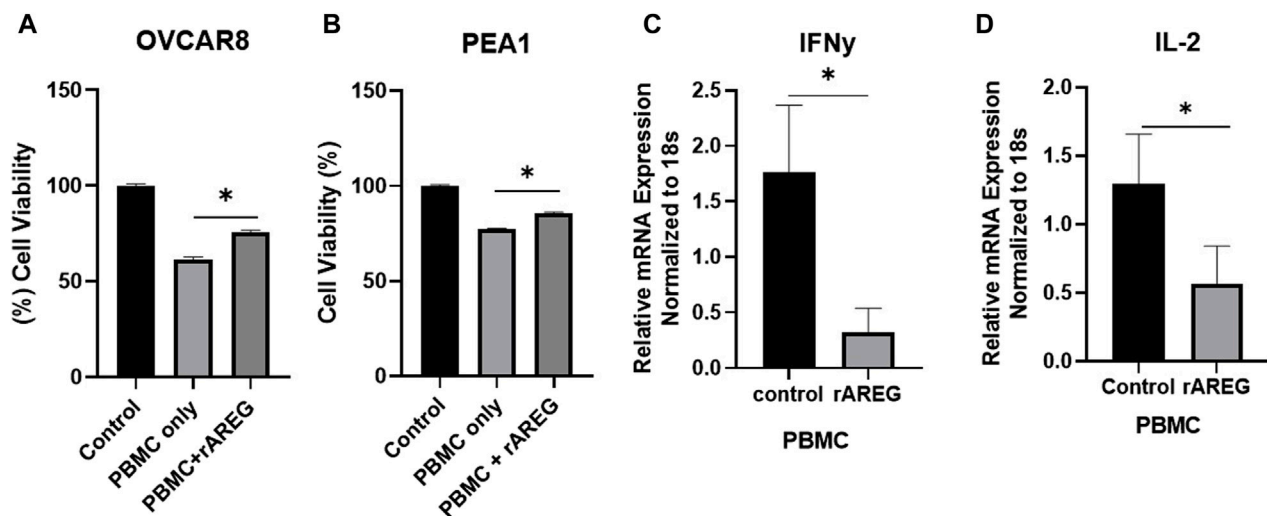 A
OVCAR8
(%) Cell Viability
150
100
50
0
*
Control
PBMC only
PBMC+rAREG
B
PEA1
Cell Viability (%)
150
100
50
0
*
Control
PBMC only
PBMC + rAREG
C
IFNy
Relative mRNA Expression
Normalized to 18s
2.5
2.0
1.5
1.0
0.5
0.0
*
control rAREG
PBMC
D
IL-2
Relative mRNA Expression
Normalized to 18s
2.0
1.5
1.0
0.5
0.0
*
Control rAREG
PBMC